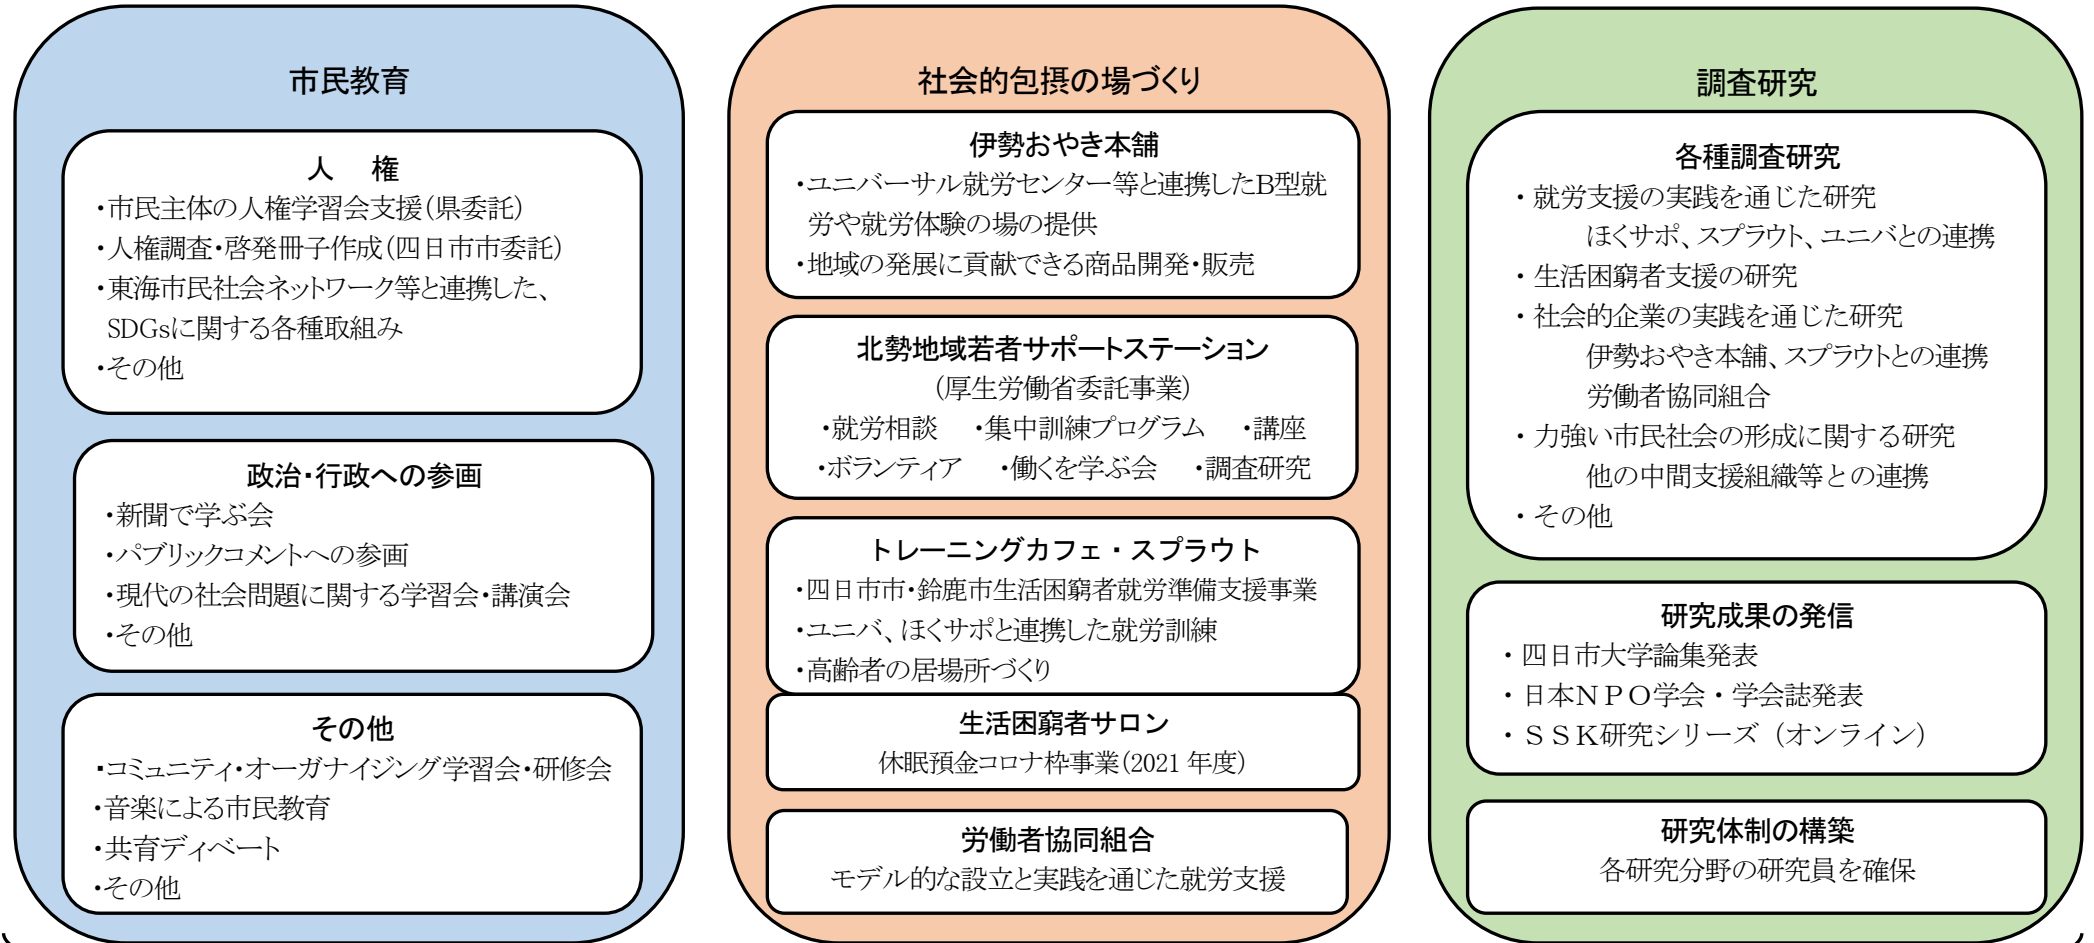 市民教育
人　権
・市民主体の人権学習会支援(県委託)
・人権調査・啓発冊子作成(四日市市委託)
・東海市民社会ネットワーク等と連携した、
SDGsに関する各種取組み
・その他
政治・行政への参画
・新聞で学ぶ会
・パブリックコメントへの参画
・現代の社会問題に関する学習会・講演会
・その他
その他
・コミュニティ・オーガナイジング学習会・研修会
・音楽による市民教育
・共育ディベート
・その他
社会的包摂の場づくり
伊勢おやき本舗
・ユニバーサル就労センター等と連携したB型就
労や就労体験の場の提供
・地域の発展に貢献できる商品開発・販売
北勢地域若者サポートステーション
(厚生労働省委託事業)
・就労相談　・集中訓練プログラム　・講座
・ボランティア　・働くを学ぶ会　・調査研究
トレーニングカフェ・スプラウト
・四日市市・鈴鹿市生活困窮者就労準備支援事業
・ユニバ、ほくサポと連携した就労訓練
・高齢者の居場所づくり
生活困窮者サロン
休眠預金コロナ枠事業(2021年度)
労働者協同組合
モデル的な設立と実践を通じた就労支援
調査研究
各種調査研究
・就労支援の実践を通じた研究
ほくサポ、スプラウト、ユニバとの連携
・生活困窮者支援の研究
・社会的企業の実践を通じた研究
伊勢おやき本舗、スプラウトとの連携
労働者協同組合
・力強い市民社会の形成に関する研究
他の中間支援組織等との連携
・その他
研究成果の発信
・四日市大学論集発表
・日本NPO学会・学会誌発表
・SSK研究シリーズ（オンライン）
研究体制の構築
各研究分野の研究員を確保